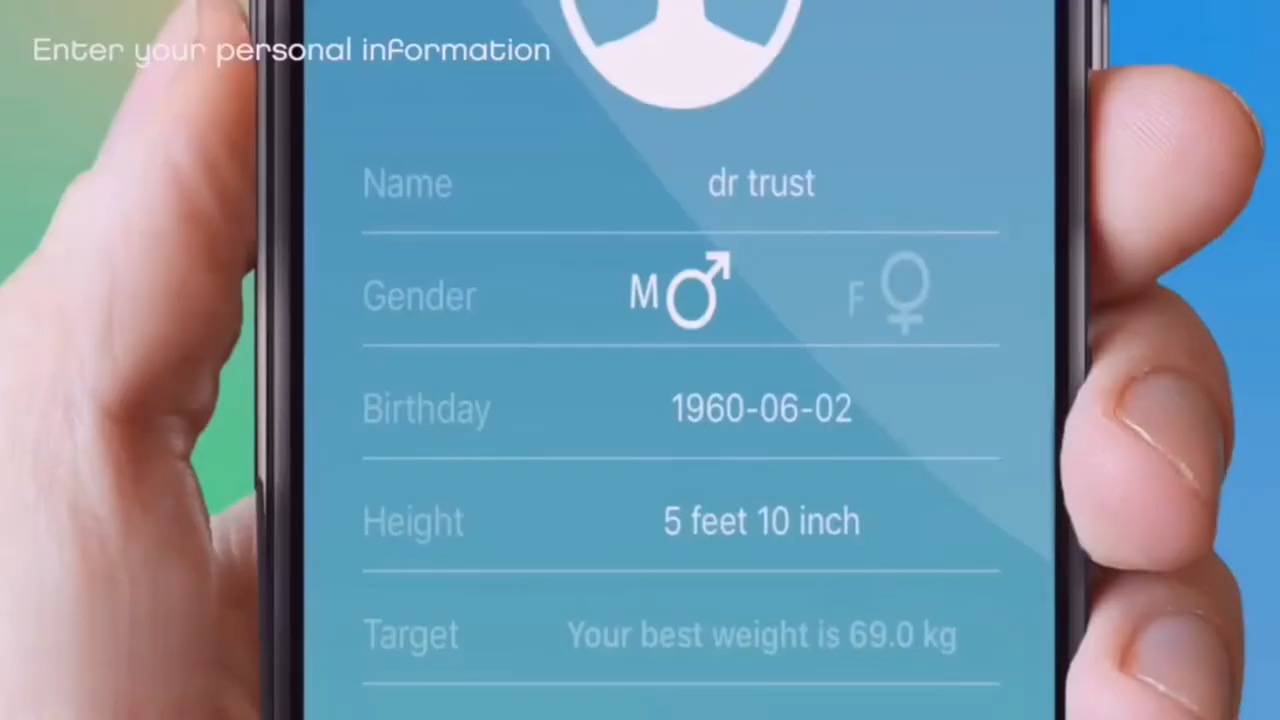 Enter your personal information
Name dr trust
Gender M F
Birthday 1960-06-02
Height 5 feet 10 inch
Target Your best weight is 69.0 kg